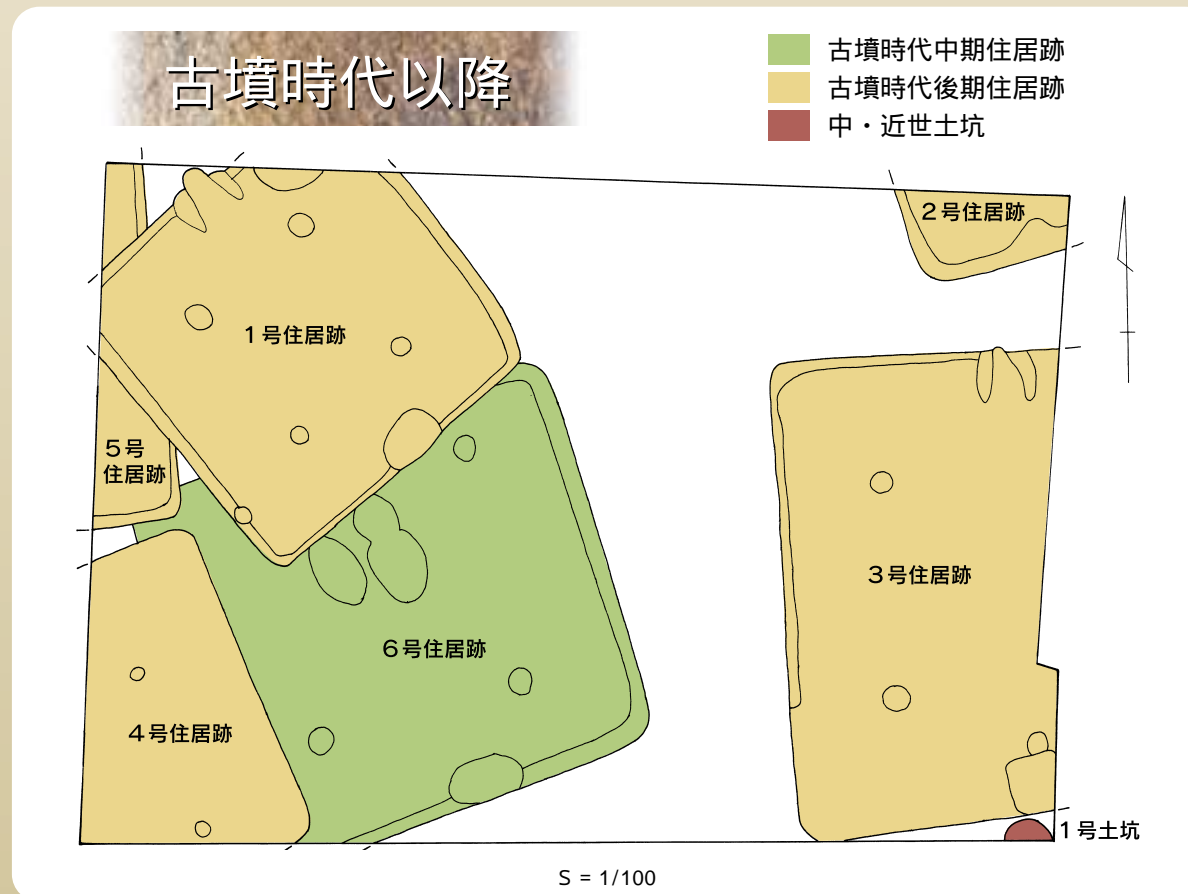 古墳時代以降
古墳時代中期住居跡
古墳時代後期住居跡
中・近世土坑
2号住居跡
1号住居跡
5号
住居跡
3号住居跡
6号住居跡
4号住居跡
1号土坑
S = 1/100